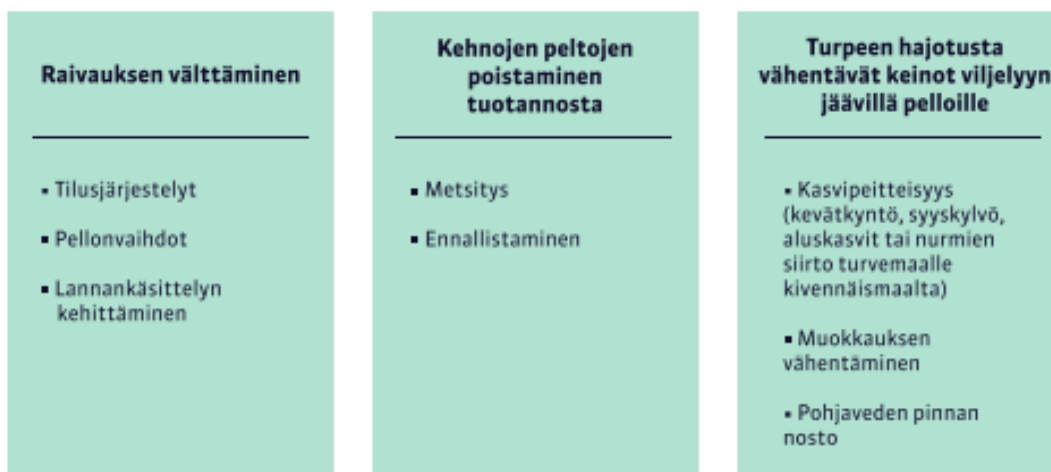 Raivauksen välttäminen
▪ Tilusjärjestelyt
▪ Pellonvaihdot
▪ Lannankäsittelyn
kehittäminen
Kehnojen peltojen
poistaminen
tuotannosta
▪ Metsitys
▪ Ennallistaminen
Turpeen hajotusta
vähentävät keinot viljelyyn
jäävillä pelloille
▪ Kasvipeitteisyys
(kevätkyntö, syyskylvö,
aluskasvit tai nurmien
siirto turvemaalle
kivennäismaalta)
▪ Muokkauksen
vähentäminen
▪ Pohjaveden pinnan
nosto